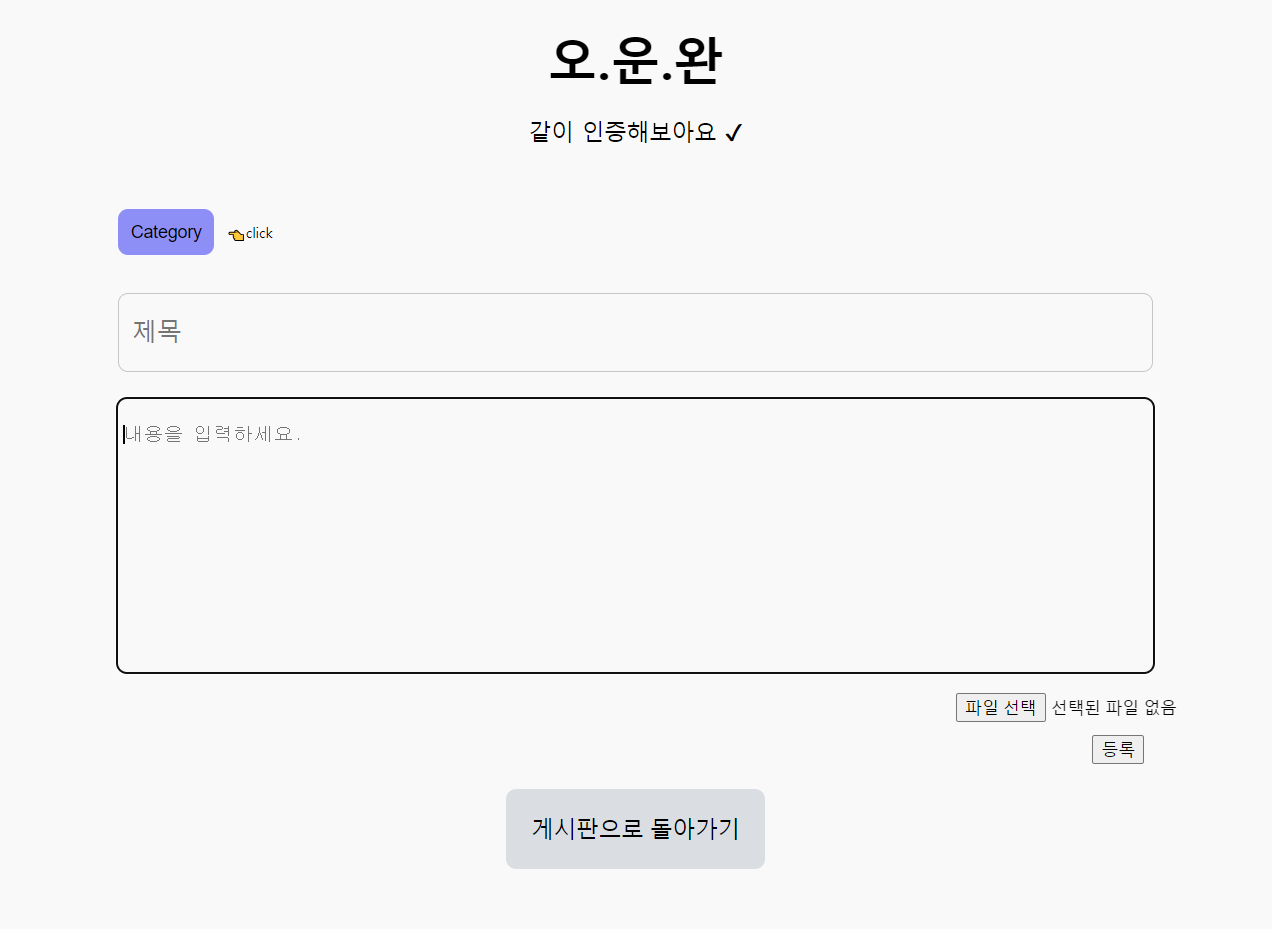 오.운.완
같이 인증해보아요 ✓
Category 👈click
제목
내용을 입력하세요.
파일 선택 선택된 파일 없음
등록
게시판으로 돌아가기